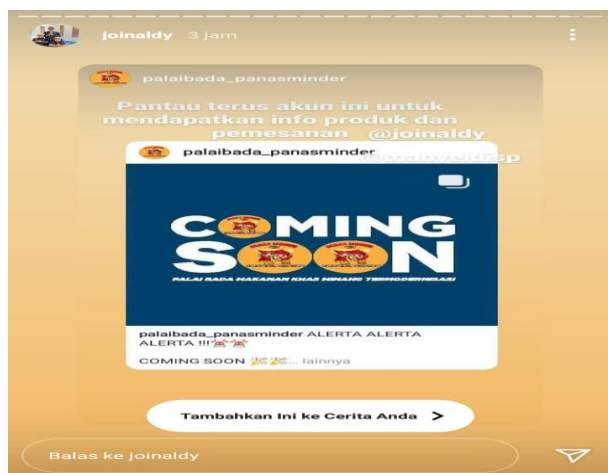 joinaldy 3 jam
palaibada_panasminder
Pantau terus akun ini untuk
mendapatkan info produk dan
pemesanan @joinaldy
@mahyeldisp
palaibada_panasminder
COMING
SOON
PALAI BADA MAKANAN KHAS MINANG TERMODERNISASI
palaibada_panasminder ALERTA ALERTA
ALERTA !!!
COMING SOON ... lainnya
Tambahkan Ini ke Cerita Anda >
Balas ke joinaldy